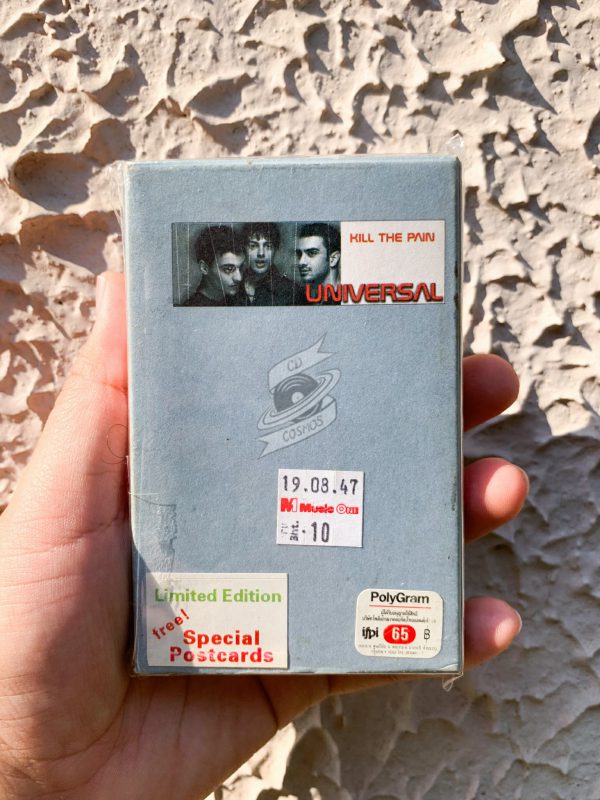 KILL THE PAIN
UNIVERSAL
CD
COSMOS
19.08.47
M Music ONE
10
Limited Edition
free!
Special
Postcards
PolyGram
ifpi 65 ฿